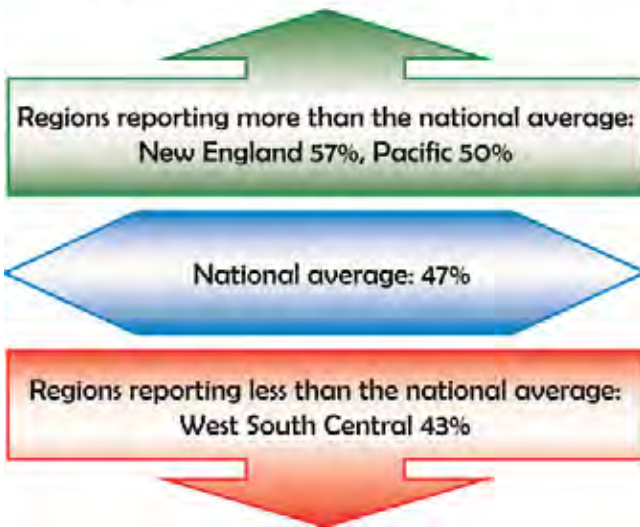 Regions reporting more than the national average:
New England 57%, Pacific 50%
National average: 47%
Regions reporting less than the national average:
West South Central 43%